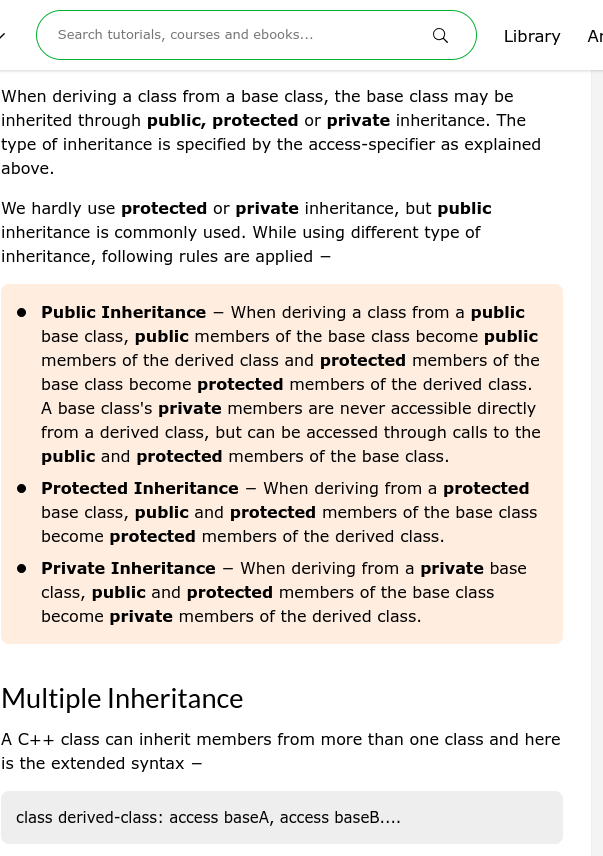 Search tutorials, courses and ebooks...
Library
When deriving a class from a base class, the base class may be
inherited through public, protected or private inheritance. The
type of inheritance is specified by the access-specifier as explained
above.
We hardly use protected or private inheritance, but public
inheritance is commonly used. While using different type of
inheritance, following rules are applied −
● Public Inheritance − When deriving a class from a public
base class, public members of the base class become public
members of the derived class and protected members of the
base class become protected members of the derived class.
A base class's private members are never accessible directly
from a derived class, but can be accessed through calls to the
public and protected members of the base class.
● Protected Inheritance − When deriving from a protected
base class, public and protected members of the base class
become protected members of the derived class.
● Private Inheritance − When deriving from a private base
class, public and protected members of the base class
become private members of the derived class.
Multiple Inheritance
A C++ class can inherit members from more than one class and here
is the extended syntax −
class derived-class: access baseA, access baseB....